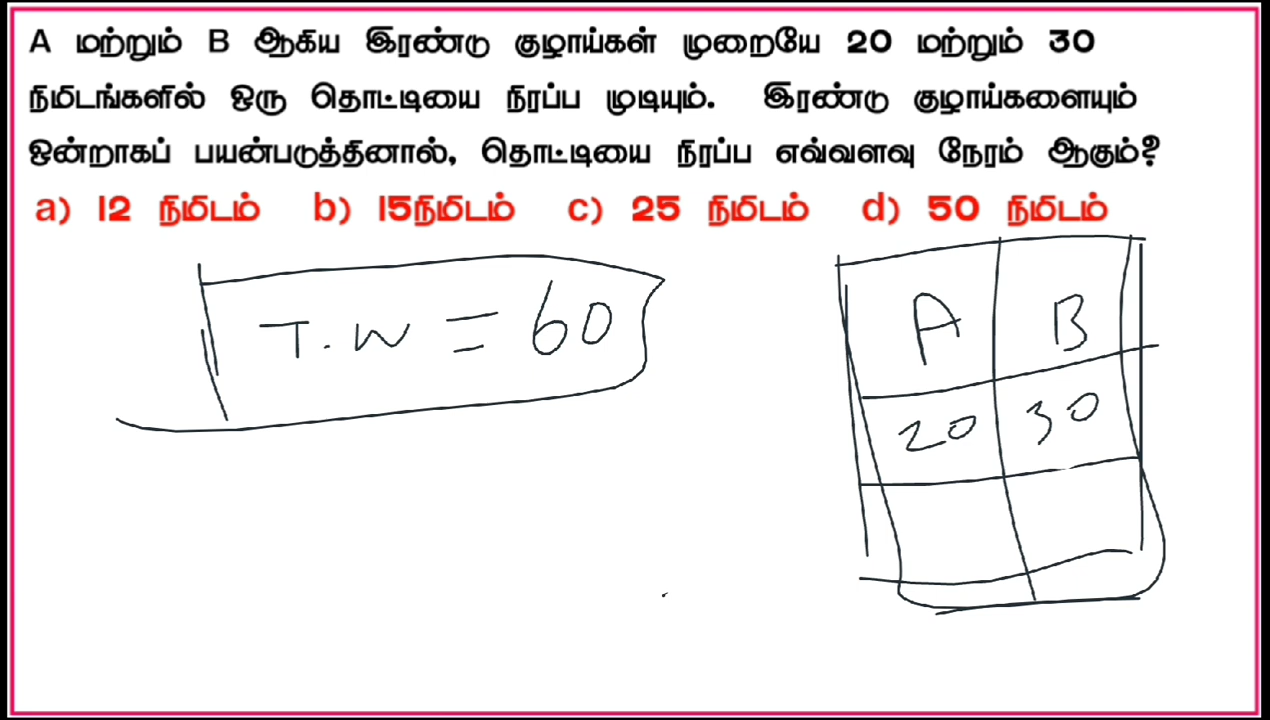 A மற்றும் B ஆகிய இரண்டு குழாய்கள் முறையே 20 மற்றும் 30
நிமிடங்களில் ஒரு தொட்டியை நிரப்ப முடியும். இரண்டு குழாய்களையும்
ஒன்றாகப் பயன்படுத்தினால், தொட்டியை நிரப்ப எவ்வளவு நேரம் ஆகும்?
a) 12 நிமிடம் b) 15நிமிடம் c) 25 நிமிடம் d) 50 நிமிடம்
T.W = 60
A B
20 30